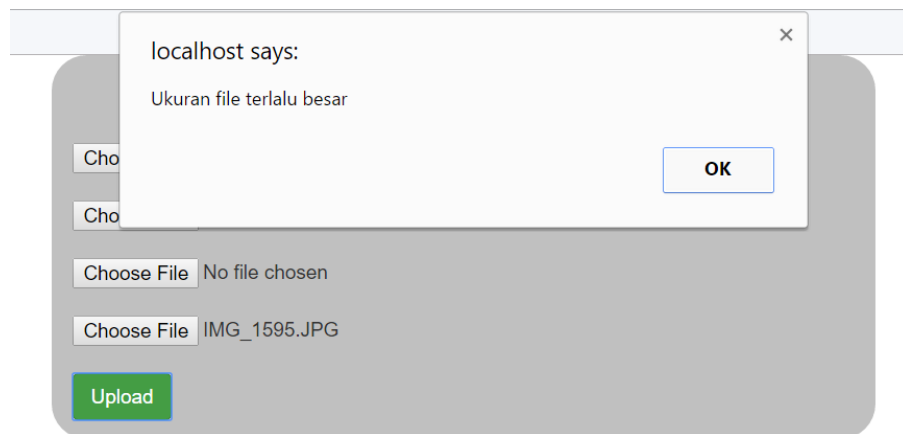 localhost says:
Ukuran file terlalu besar
OK
Cho
Cho
Choose File No file chosen
Choose File IMG_1595.JPG
Upload